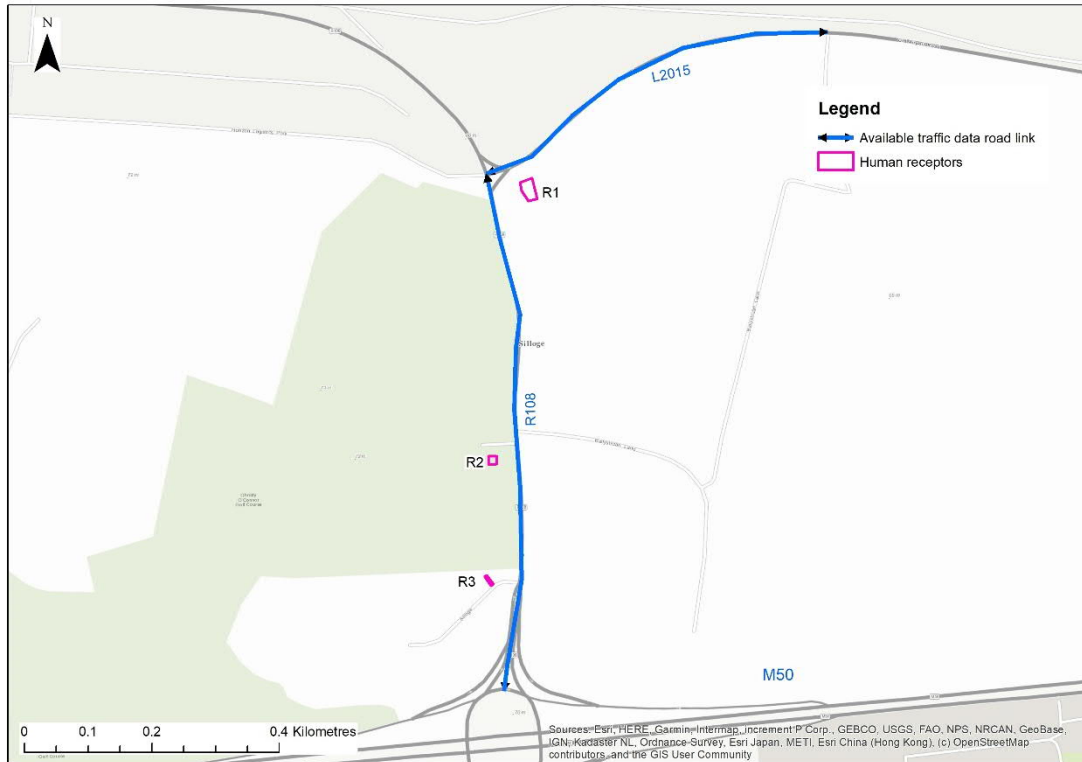 N
L2015
Legend
Available traffic data road link
Human receptors
R1
Silloge
R108
R2
R3
M50
0 0.1 0.2 0.4 Kilometres
Sources: Esri, HERE, Garmin, Intermap, increment P Corp., GEBCO, USGS, FAO, NPS, NRCAN, GeoBase,
IGN, Kadaster NL, Ordnance Survey, Esri Japan, METI, Esri China (Hong Kong), (c) OpenStreetMap
contributors, and the GIS User Community